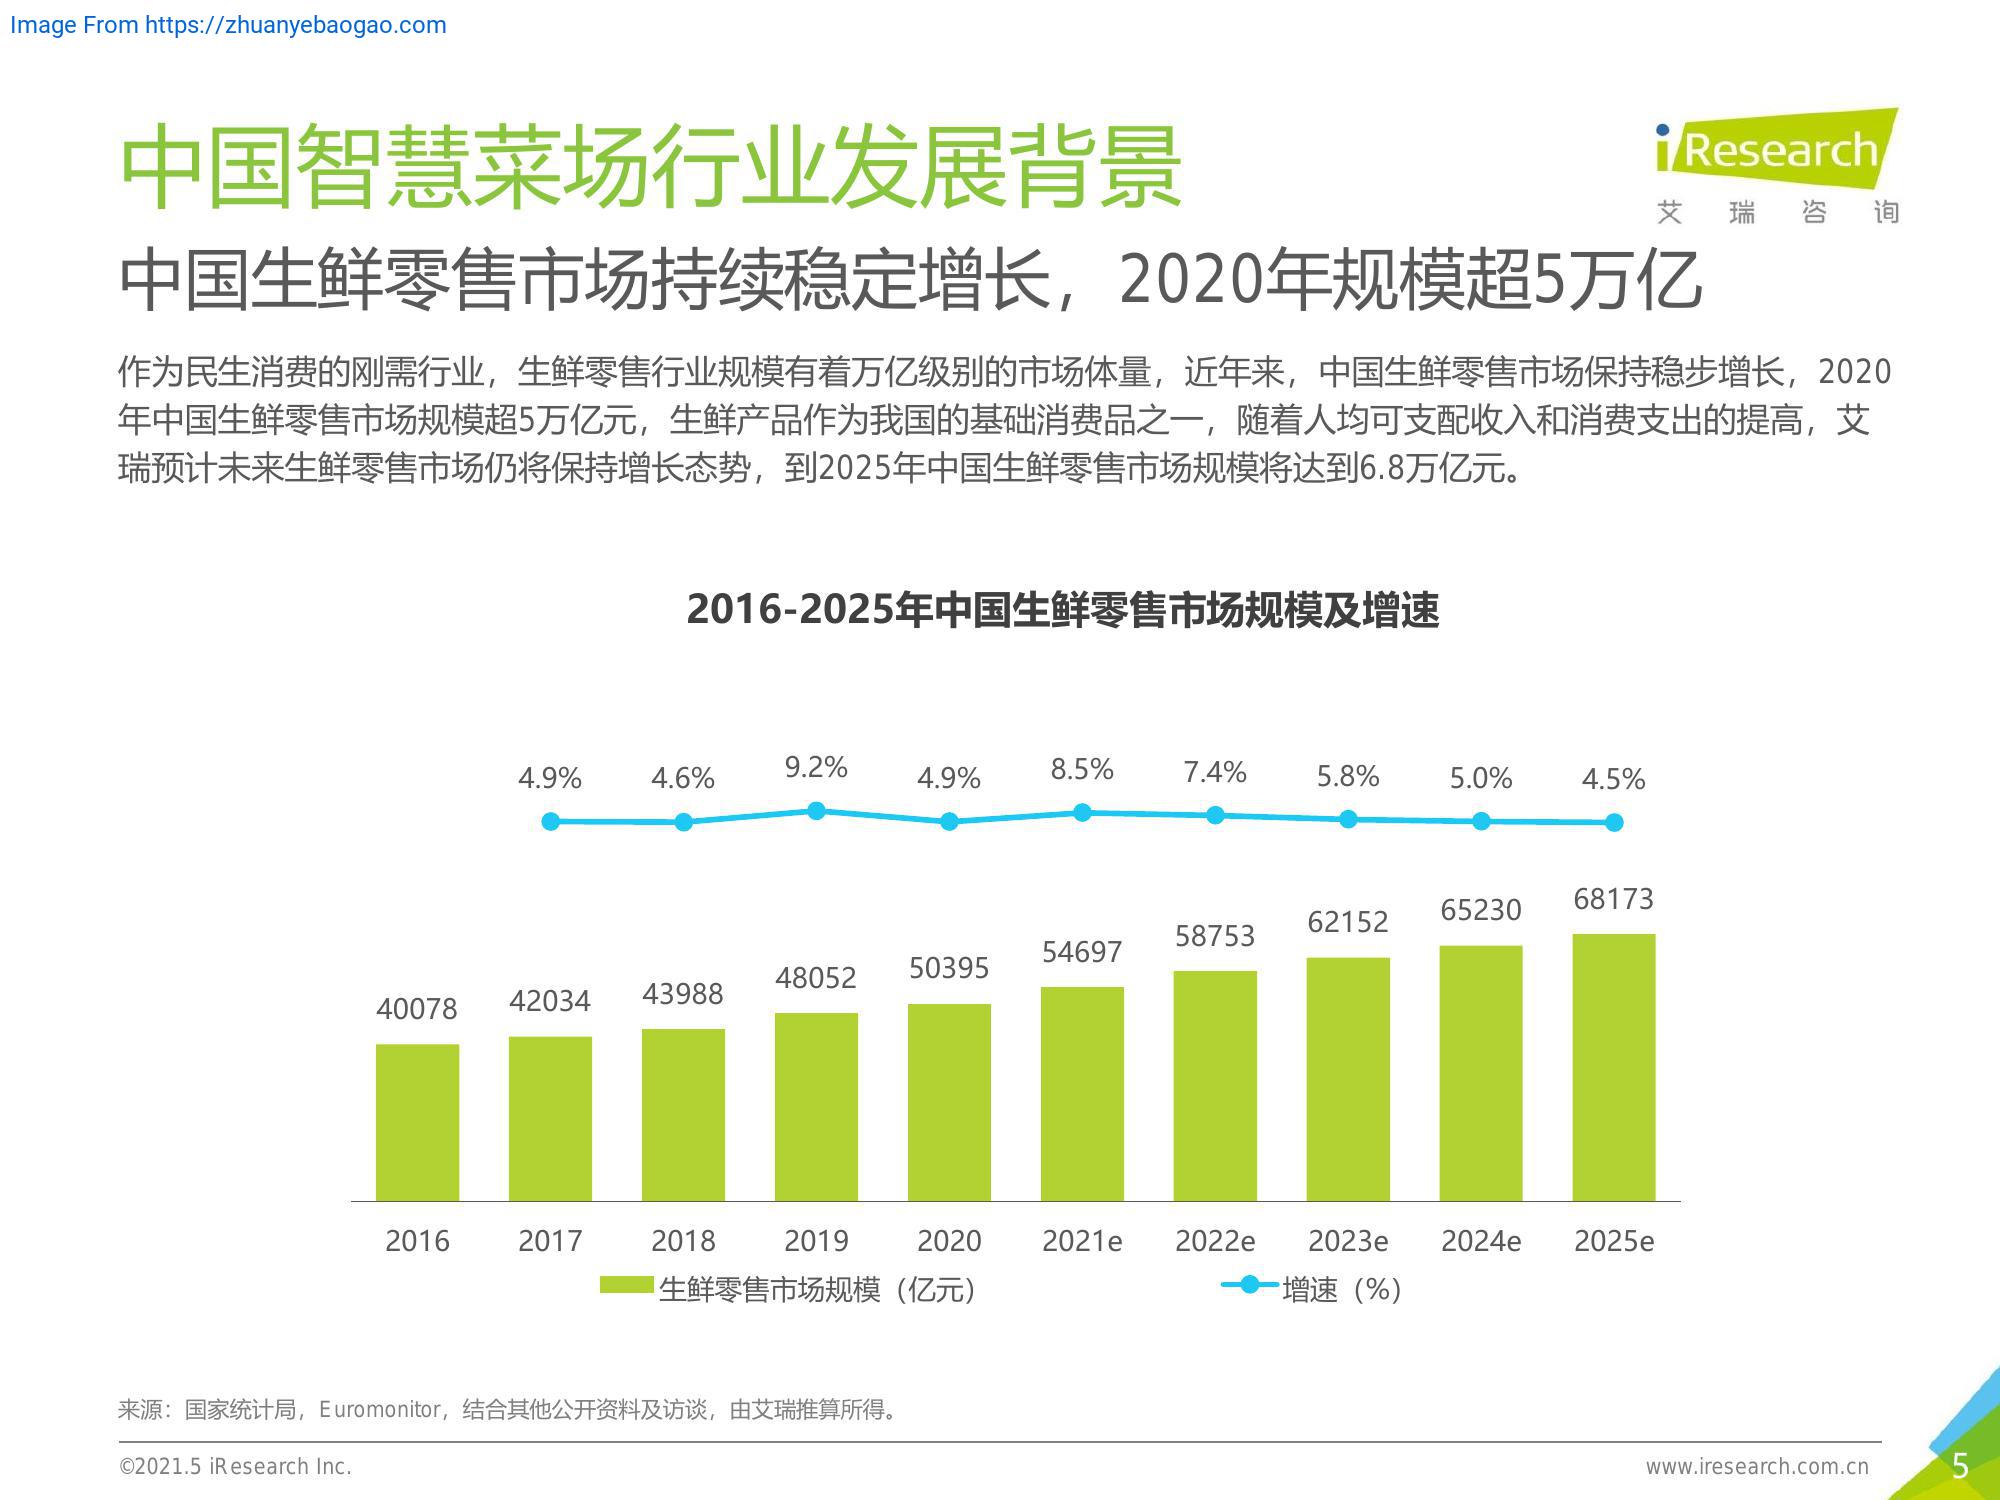 Image From https://zhuanyebaogao.com
中国智慧菜场行业发展背景
iResearch
艾瑞咨询
中国生鲜零售市场持续稳定增长，2020年规模超5万亿
作为民生消费的刚需行业，生鲜零售行业规模有着万亿级别的市场体量，近年来，中国生鲜零售市场保持稳步增长，2020
年中国生鲜零售市场规模超5万亿元，生鲜产品作为我国的基础消费品之一，随着人均可支配收入和消费支出的提高，艾
瑞预计未来生鲜零售市场仍将保持增长态势，到2025年中国生鲜零售市场规模将达到6.8万亿元。
2016-2025年中国生鲜零售市场规模及增速
4.9% 4.6% 9.2% 4.9% 8.5% 7.4% 5.8% 5.0% 4.5%
40078 42034 43988 48052 50395 54697 58753 62152 65230 68173
2016 2017 2018 2019 2020 2021e 2022e 2023e 2024e 2025e
生鲜零售市场规模（亿元） 增速（%）
来源：国家统计局，Euromonitor，结合其他公开资料及访谈，由艾瑞推算所得。
©2021.5 iResearch Inc. www.iresearch.com.cn 5